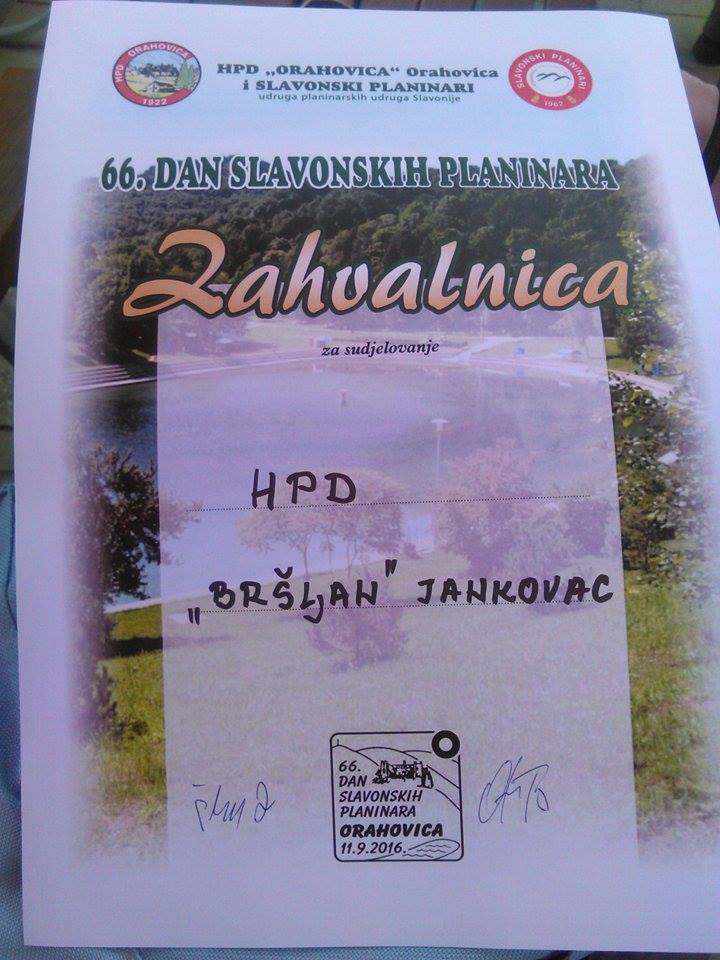 HPD ORAHOVICA
1922
HPD „ORAHOVICA“ Orahovica
i SLAVONSKI PLANINARI
udruga planinarskih udruga Slavonije
SLAVONSKI PLANINARI
1962
66. DAN SLAVONSKIH PLANINARA
Zahvalnica
za sudjelovanje
HPD
„BRŠLJAN" JANKOVAC
66.
DAN
SLAVONSKIH
PLANINARA
ORAHOVICA
11.9.2016.